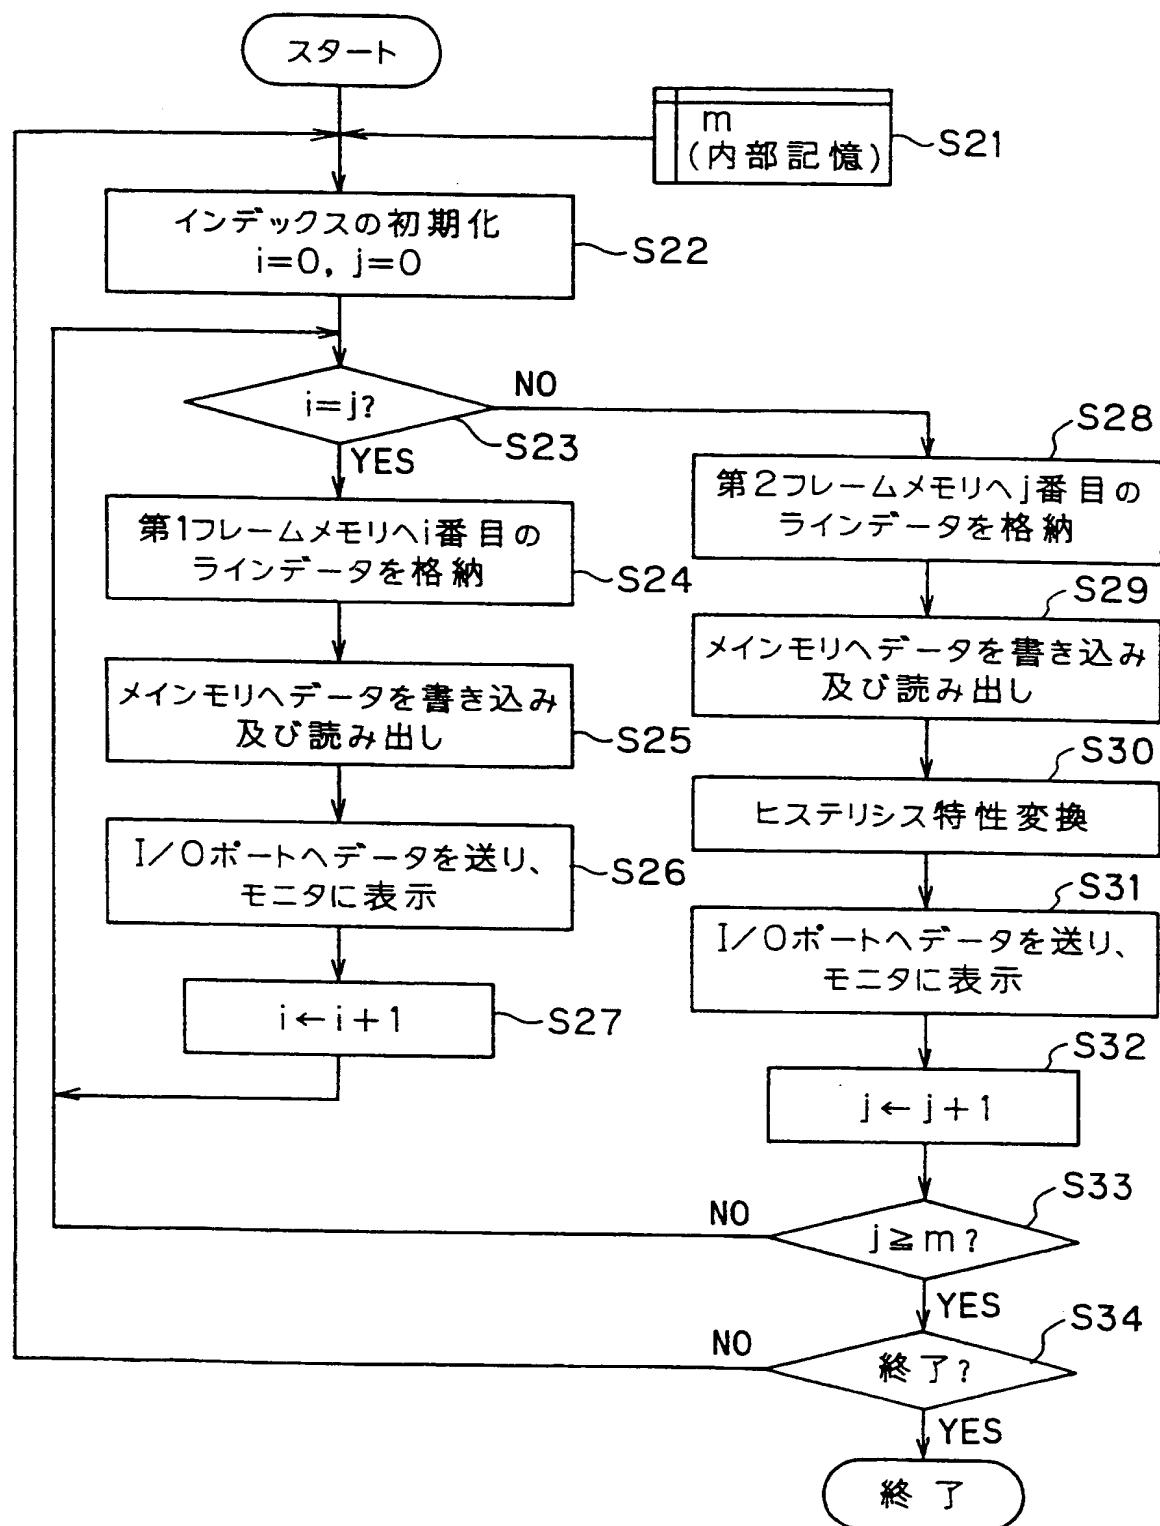 スタート
m
(内部記憶)
S21
インデックスの初期化
i=0, j=0
S22
i=j?
NO
S23
YES
第1フレームメモリへi番目の
ラインデータを格納
S24
メインモリへデータを書き込み
及び読み出し
S25
I/Oポートへデータを送り、
モニタに表示
S26
i←i+1
S27
S28
第2フレームメモリへj番目の
ラインデータを格納
S29
メインモリへデータを書き込み
及び読み出し
S30
ヒステリシス特性変換
S31
I/Oポートへデータを送り、
モニタに表示
S32
j←j+1
S33
NO
j≧m?
YES
S34
NO
終了?
YES
終了